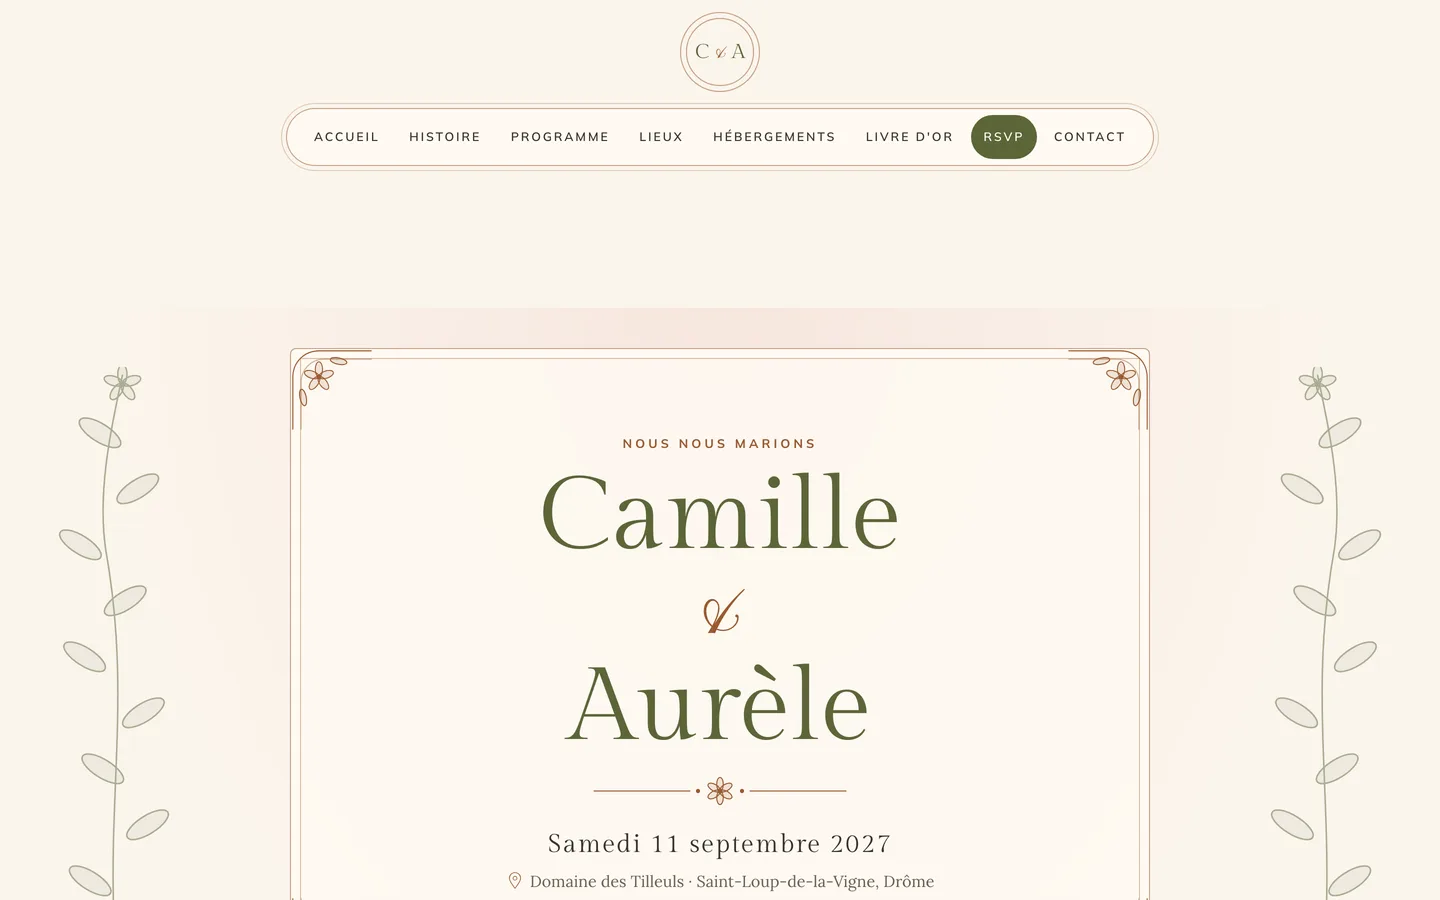 C & A
ACCUEIL HISTOIRE PROGRAMME LIEUX HÉBERGEMENTS LIVRE D'OR RSVP CONTACT
NOUS NOUS MARIONS
Camille
&
Aurèle
Samedi 11 septembre 2027
Domaine des Tilleuls · Saint-Loup-de-la-Vigne, Drôme